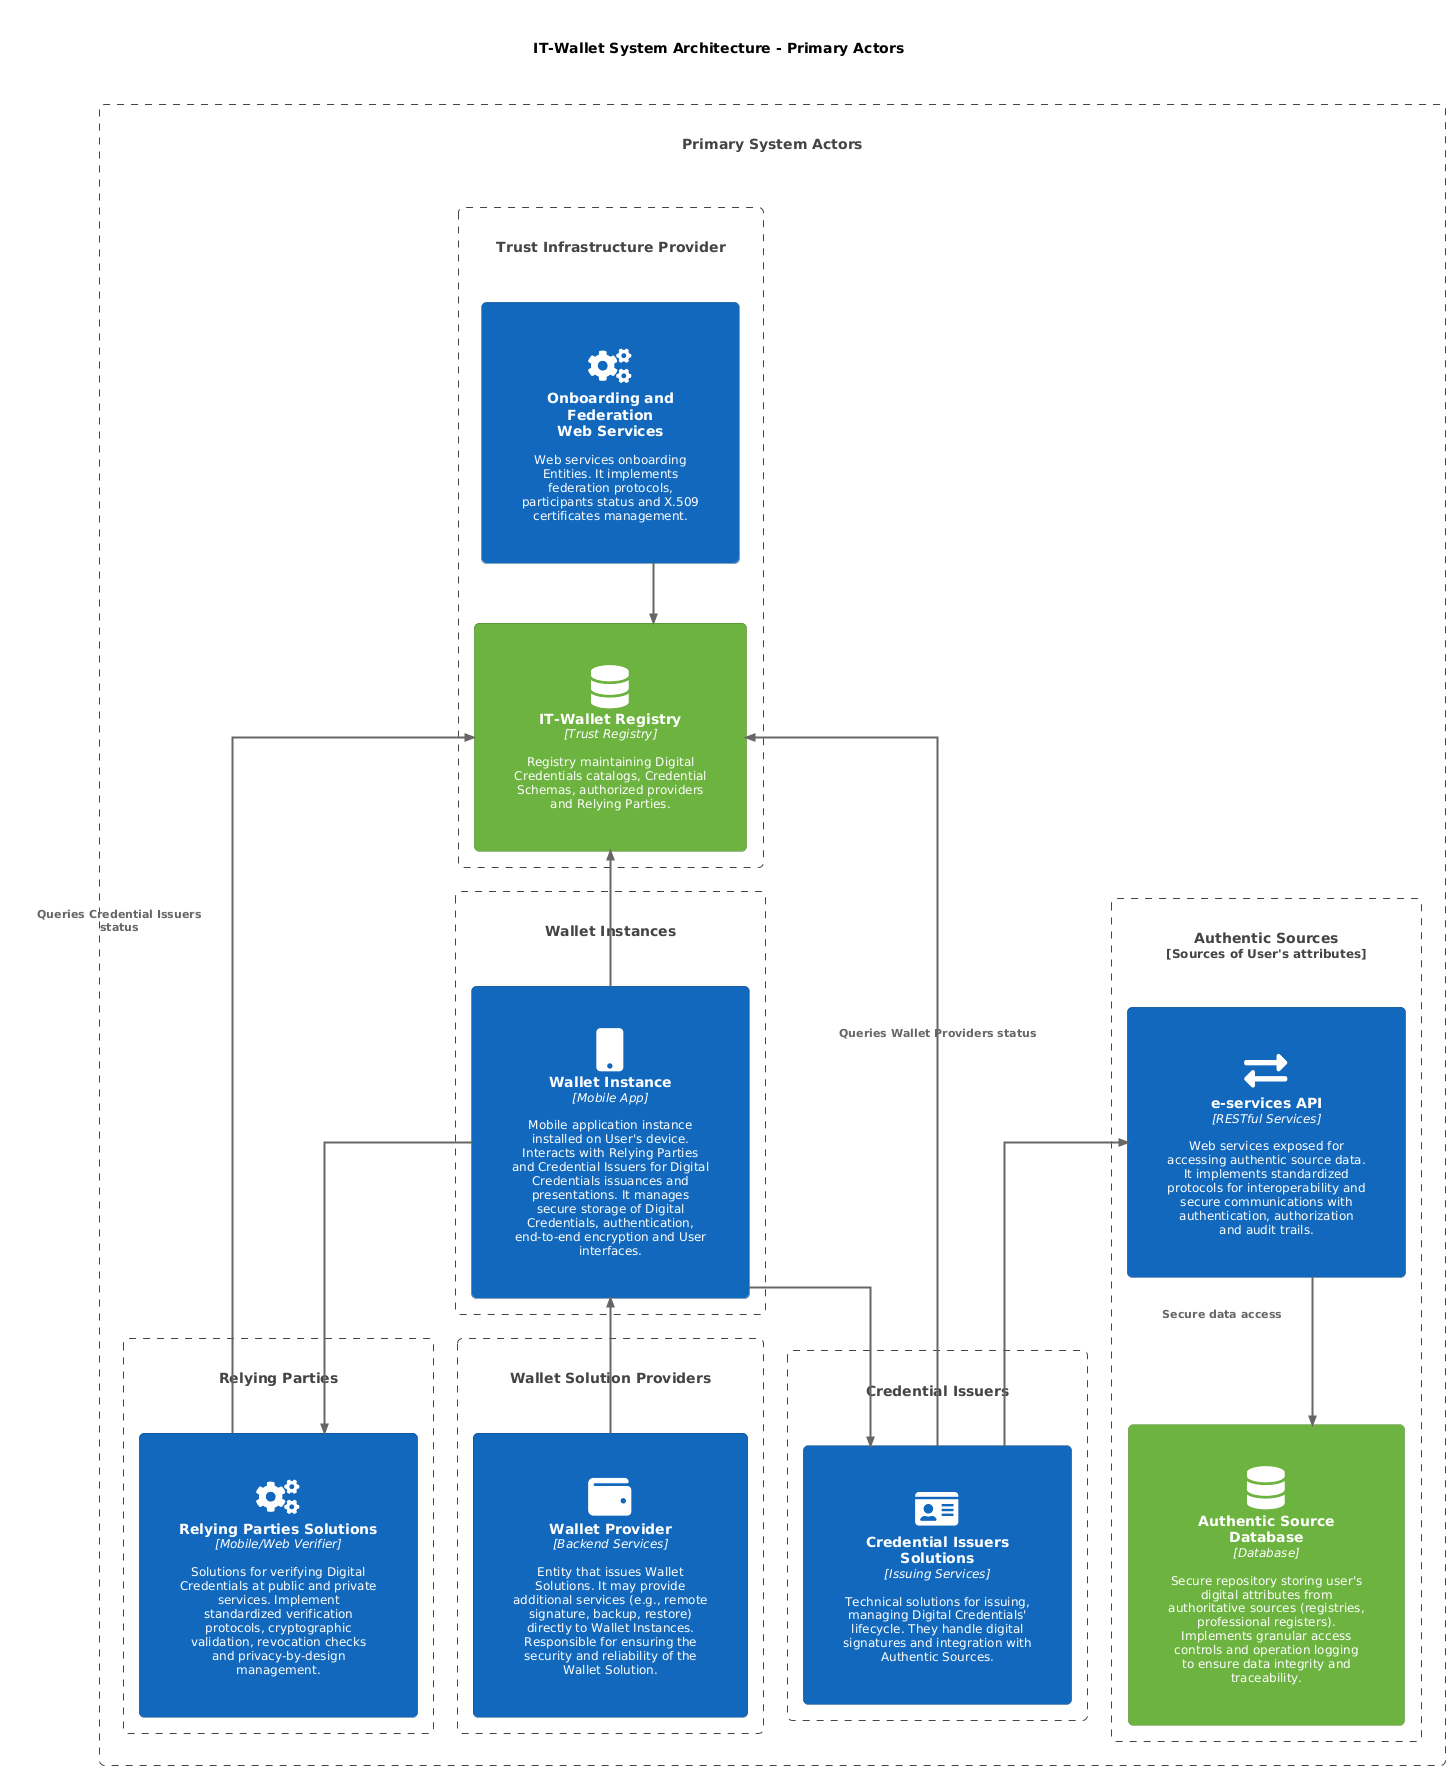 IT-Wallet System Architecture - Primary Actors
Primary System Actors
Trust Infrastructure Provider
Onboarding and
Federation
Web Services
Web services onboarding
Entities. It implements
federation protocols,
participants status and X.509
certificates management.
IT-Wallet Registry
[Trust Registry]
Registry maintaining Digital
Credentials catalogs, Credential
Schemas, authorized providers
and Relying Parties.
Queries Credential Issuers
status
Wallet Instances
Wallet Instance
[Mobile App]
Mobile application instance
installed on User's device.
Interacts with Relying Parties
and Credential Issuers for Digital
Credentials issuances and
presentations. It manages
secure storage of Digital
Credentials, authentication,
end-to-end encryption and User
interfaces.
Queries Wallet Providers status
Authentic Sources
[Sources of User's attributes]
e-services API
[RESTful Services]
Web services exposed for
accessing authentic source data.
It implements standardized
protocols for interoperability and
secure communications with
authentication, authorization
and audit trails.
Secure data access
Relying Parties
Relying Parties Solutions
[Mobile/Web Verifier]
Solutions for verifying Digital
Credentials at public and private
services. Implement
standardized verification
protocols, cryptographic
validation, revocation checks
and privacy-by-design
management.
Wallet Solution Providers
Wallet Provider
[Backend Services]
Entity that issues Wallet
Solutions. It may provide
additional services (e.g., remote
signature, backup, restore)
directly to Wallet Instances.
Responsible for ensuring the
security and reliability of the
Wallet Solution.
Credential Issuers
Credential Issuers
Solutions
[Issuing Services]
Technical solutions for issuing,
managing Digital Credentials'
lifecycle. They handle digital
signatures and integration with
Authentic Sources.
Authentic Source
Database
[Database]
Secure repository storing user's
digital attributes from
authoritative sources (registries,
professional registers).
Implements granular access
controls and operation logging
to ensure data integrity and
traceability.